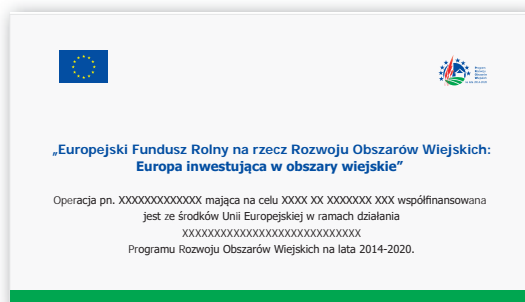 „Europejski Fundusz Rolny na rzecz Rozwoju Obszarów Wiejskich:
Europa inwestująca w obszary wiejskie”
Operacja pn. XXXXXXXXXXXXX mająca na celu XXXX XX XXXXXXX XXX współfinansowana
jest ze środków Unii Europejskiej w ramach działania
XXXXXXXXXXXXXXXXXXXXXXXXXXXX
Programu Rozwoju Obszarów Wiejskich na lata 2014-2020.